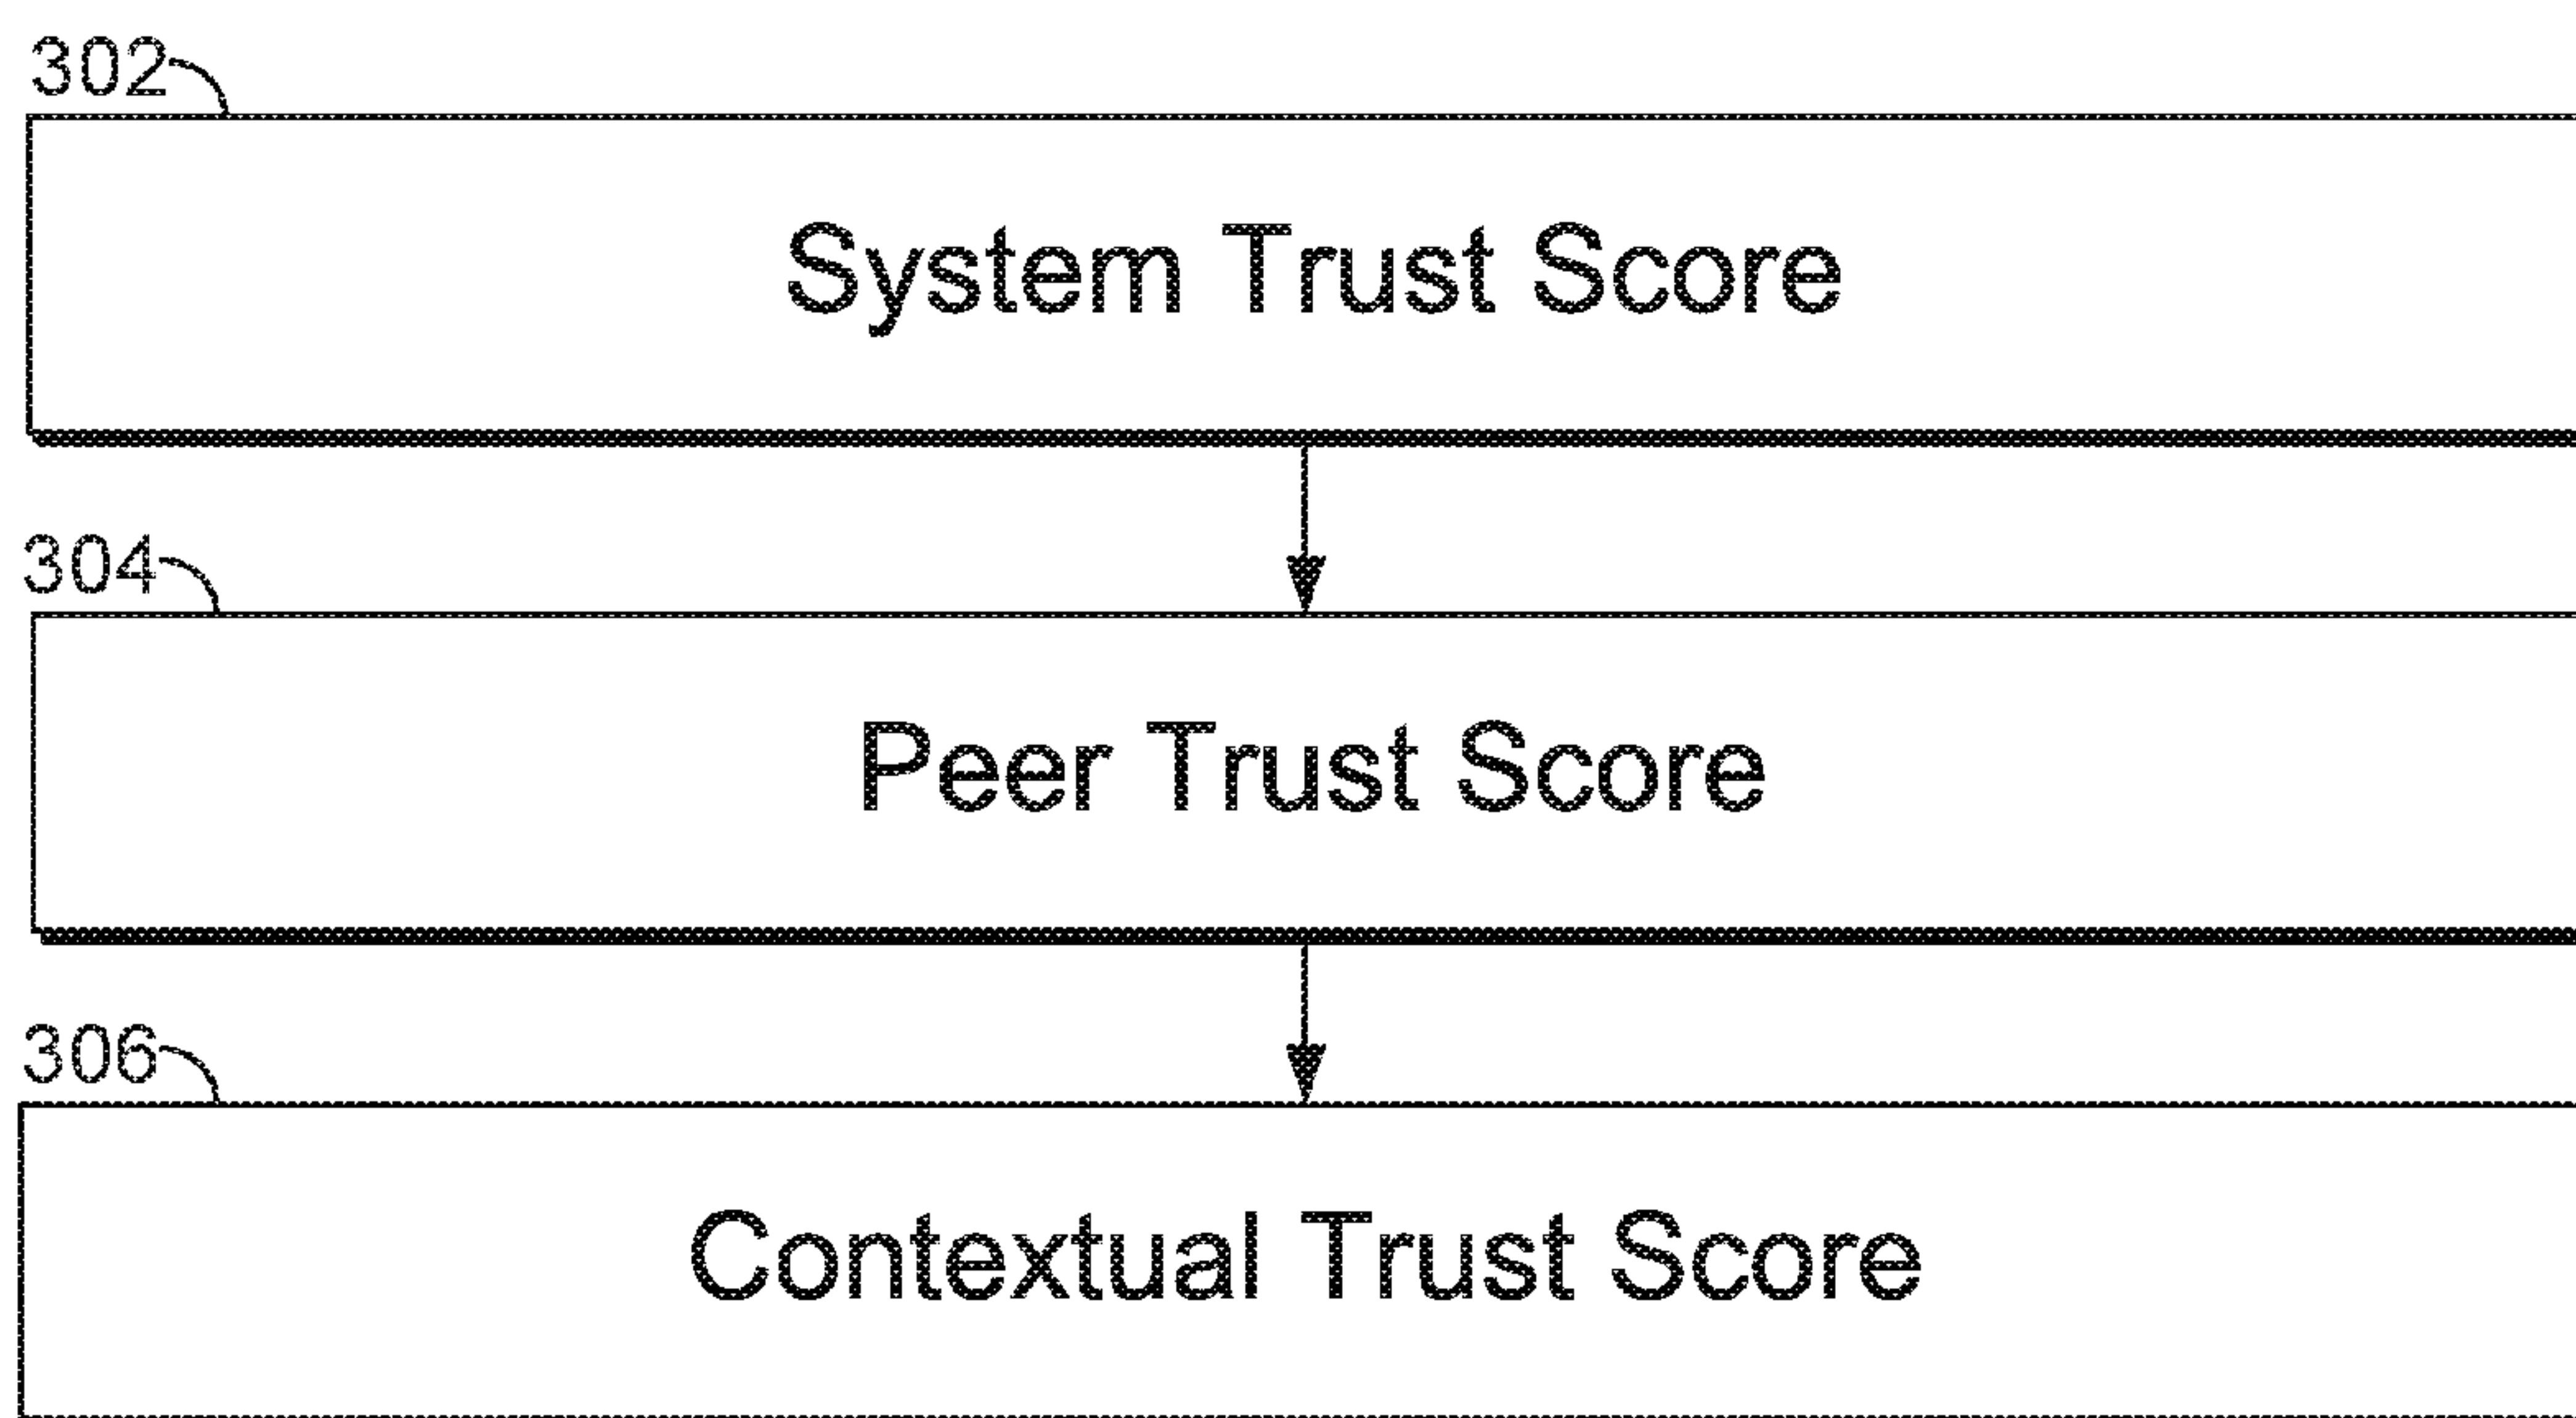 302
System Trust Score
304
Peer Trust Score
306
Contextual Trust Score